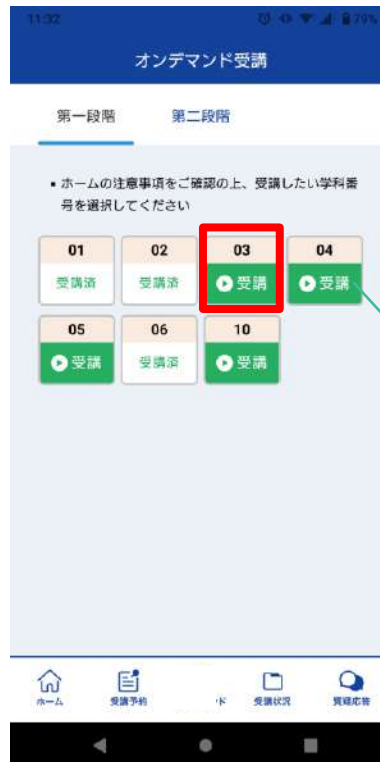 11:32
79%
オンデマンド受講
第一段階
第二段階
▪ ホームの注意事項をご確認の上、受講したい学科番
号を選択してください
01 02 03 04
受講済 受講済 受講 受講
05 06 10
受講 受講済 受講
ホーム 受講予約 ド 受講状況 質疑応答